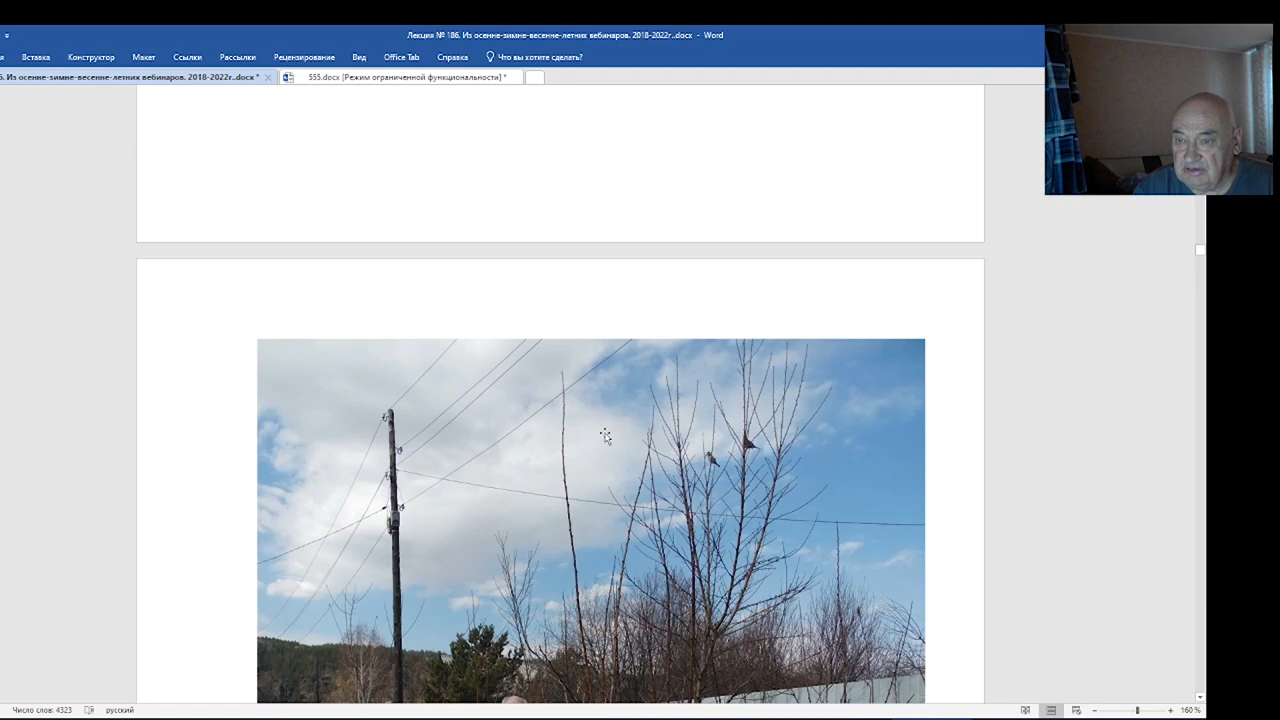 Лекция № 186. Из осенне-зимне-весенне-летних вебинаров. 2018-2022г..docx - Word
я Вставка Конструктор Макет Ссылки Рассылки Рецензирование Вид Office Tab Справка Что вы хотите сделать?
6. Из осенне-зимне-весенне-летних вебинаров. 2018-2022г..docx * 555.docx [Режим ограниченной функциональности] *
Число слов: 4323 русский 160 %